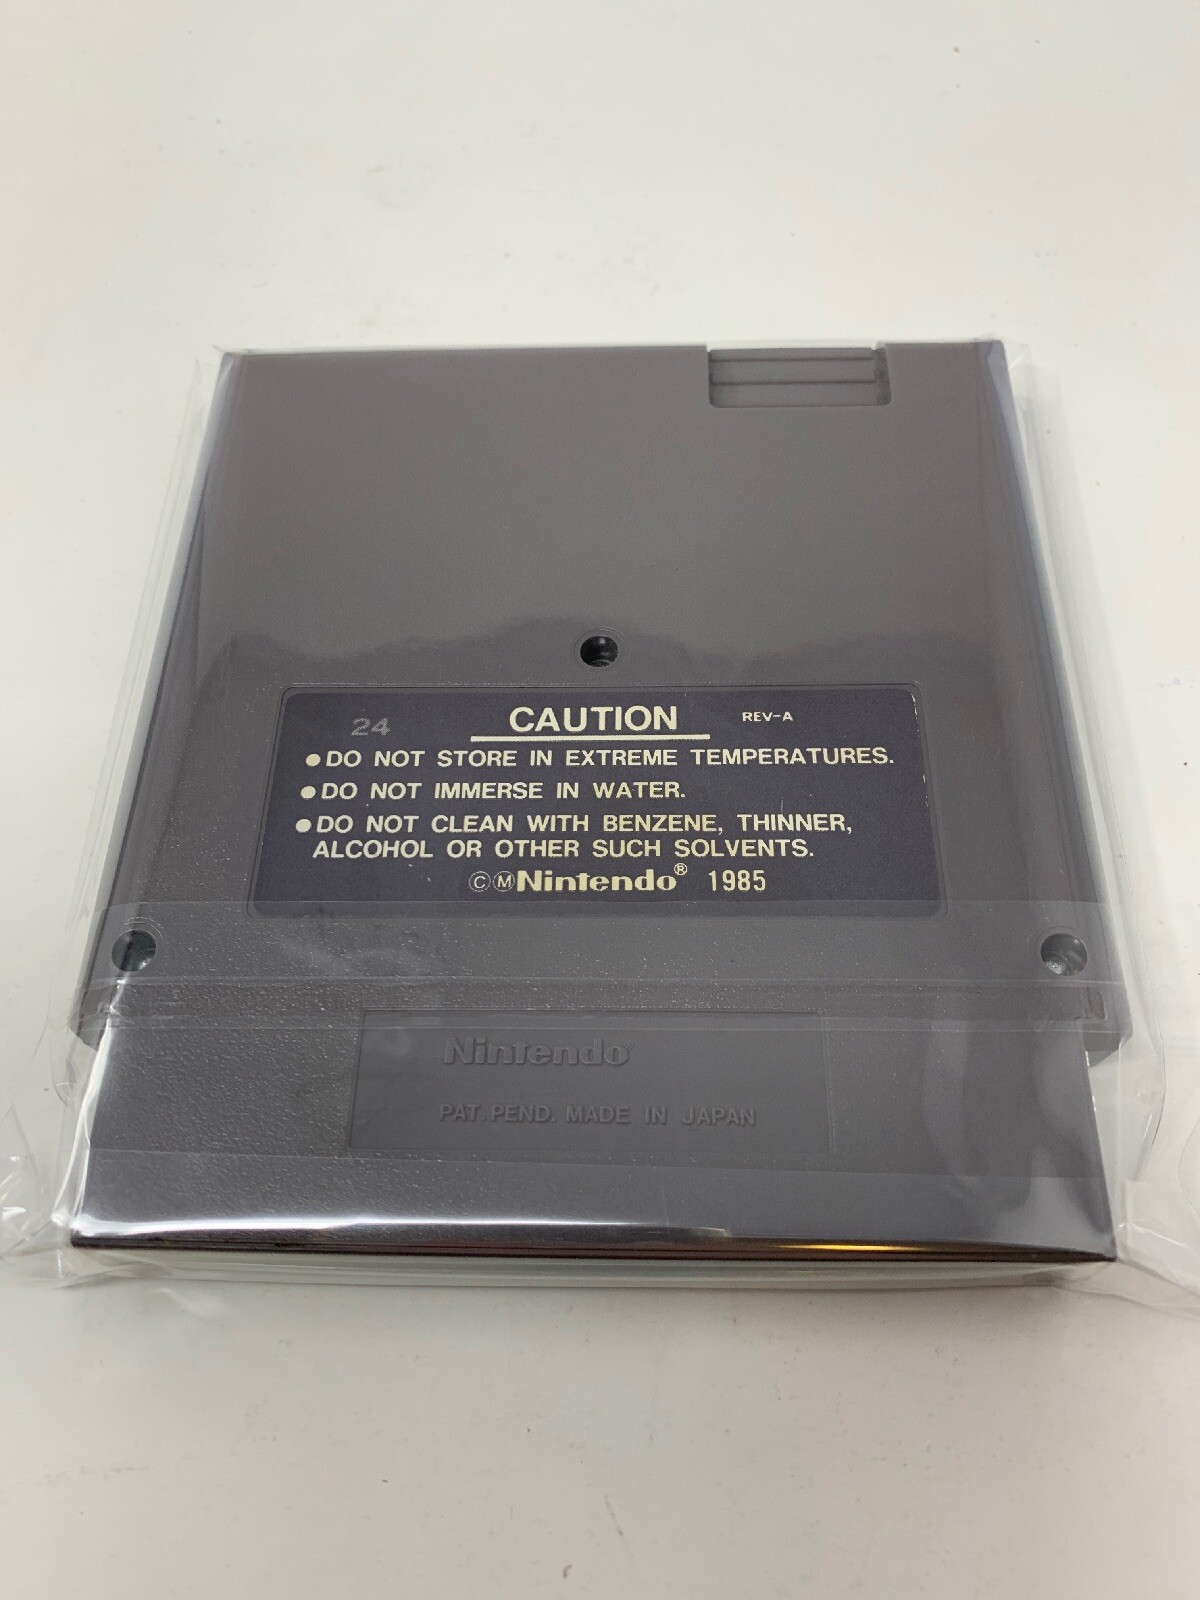 24 CAUTION REV-A
●DO NOT STORE IN EXTREME TEMPERATURES.
●DO NOT IMMERSE IN WATER.
●DO NOT CLEAN WITH BENZENE, THINNER,
ALCOHOL OR OTHER SUCH SOLVENTS.
ⒸⓂNintendo® 1985
Nintendo®
PAT. PEND. MADE IN JAPAN